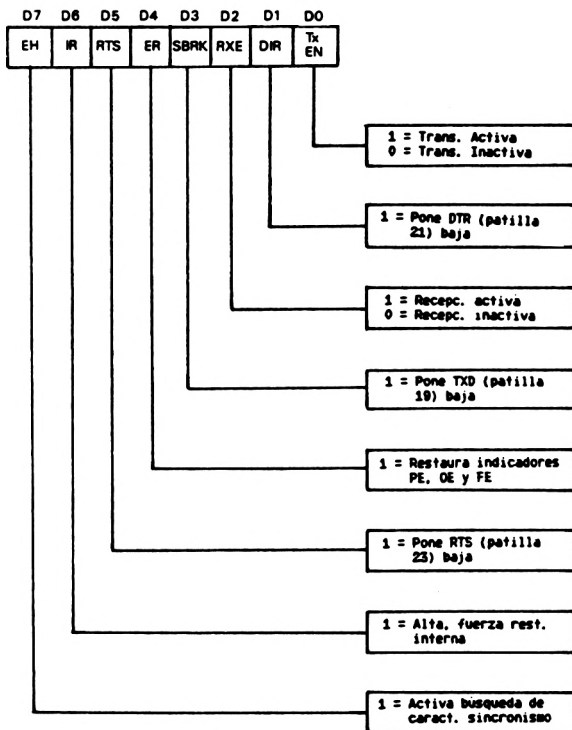 D7 D6 D5 D4 D3 D2 D1 D0
EH IR RTS ER SBRK RXE DIR Tx
EN
1 = Trans. Activa
0 = Trans. Inactiva
1 = Pone DTR (patilla
21) baja
1 = Recepc. activa
0 = Recepc. inactiva
1 = Pone TXD (patilla
19) baja
1 = Restaura indicadores
PE, OE y FE
1 = Pone RTS (patilla
23) baja
1 = Alta, fuerza rest.
interna
1 = Activa búsqueda de
caract. sincronismo